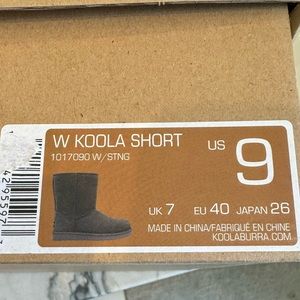 W KOOLA SHORT
1017090 W/STNG
US 9
UK 7 EU 40 JAPAN 26
MADE IN CHINA/FABRIQUÉ EN CHINE
KOOLABURRA.COM